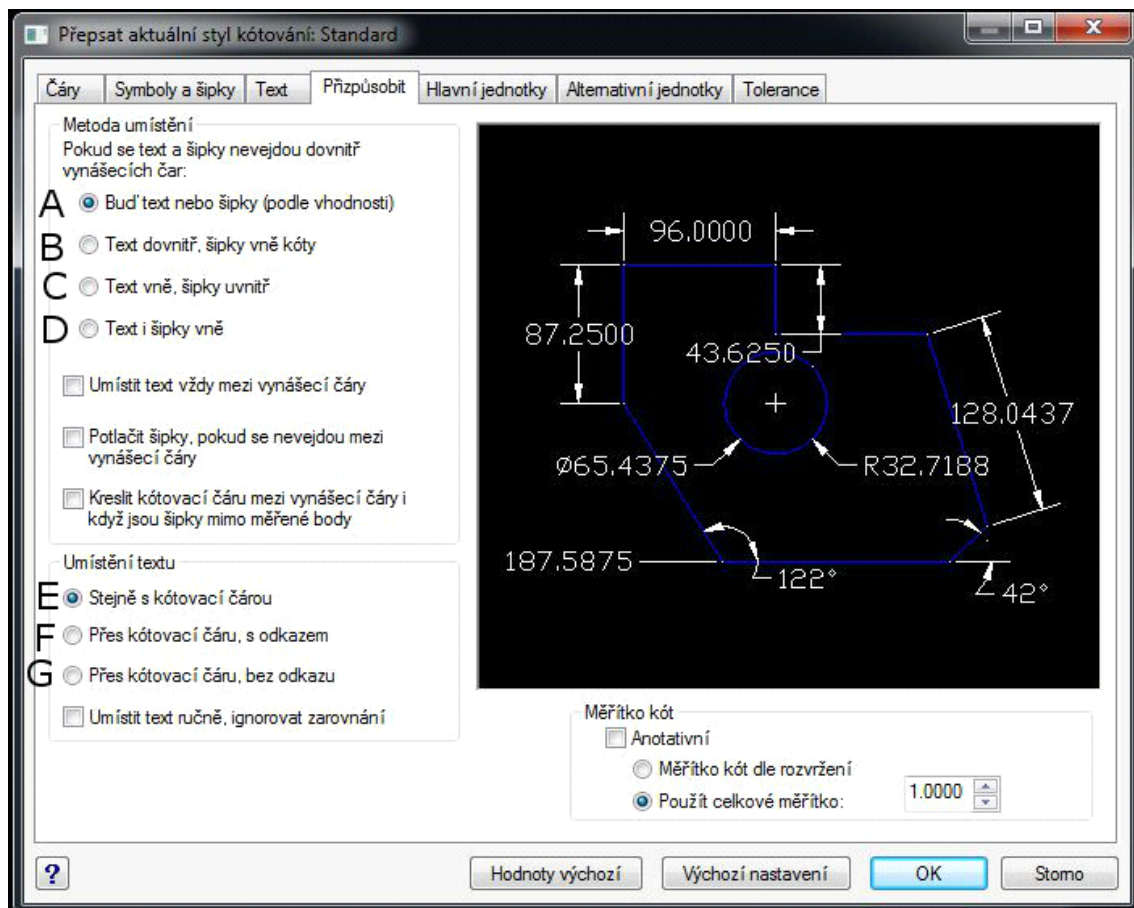 Přepsat aktuální styl kótování: Standard
Čáry Symboly a šipky Text Přizpůsobit Hlavní jednotky Alternativní jednotky Tolerance
Metoda umístění
Pokud se text a šipky nevejdou dovnitř
vynášecích čar:
A Buď text nebo šipky (podle vhodnosti)
B Text dovnitř, šipky vně kóty
C Text vně, šipky uvnitř
D Text i šipky vně
Umístit text vždy mezi vynášecí čáry
Potlačit šipky, pokud se nevejdou mezi
vynášecí čáry
Kreslit kótovací čáru mezi vynášecí čáry i
když jsou šipky mimo měřené body
Umístění textu
E Stejně s kótovací čárou
F Přes kótovací čáru, s odkazem
G Přes kótovací čáru, bez odkazu
Umístit text ručně, ignorovat zarovnání
96.0000
87.2500
43.6250
128.0437
ø65.4375
R32.7188
187.5875
122°
42°
Měřítko kót
Anotativní
Měřítko kót dle rozvržení
Použít celkové měřítko: 1.0000
? Hodnoty výchozí Výchozí nastavení OK Storno